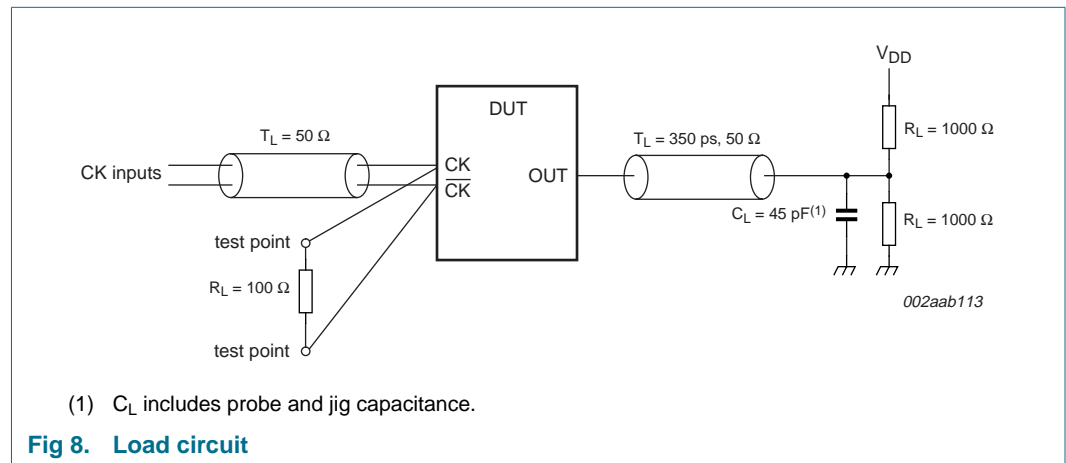 V_DD
DUT
T_L = 50 Ω
T_L = 350 ps, 50 Ω
R_L = 1000 Ω
CK inputs
CK
C̅K̅
OUT
C_L = 45 pF(1)
R_L = 1000 Ω
test point
R_L = 100 Ω
002aab113
test point
(1) C_L includes probe and jig capacitance.
Fig 8. Load circuit